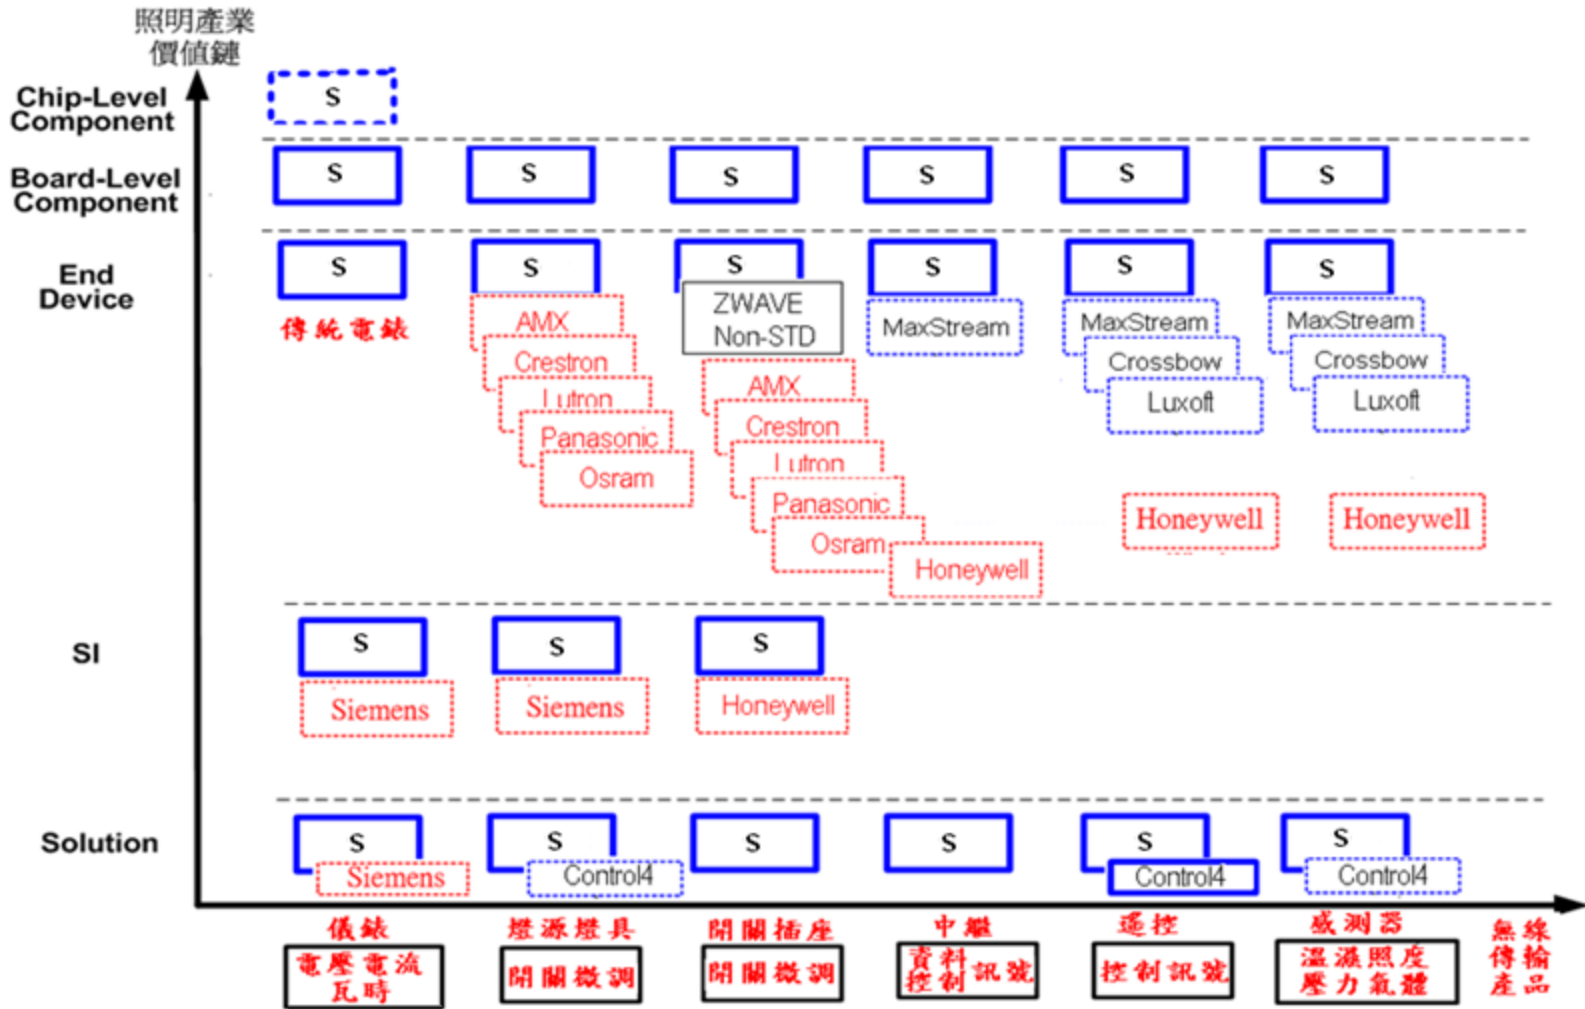 照明產業
價值鏈
Chip-Level
Component
S
Board-Level
Component
S S S S S S
End
Device
S S S S S S
傳統電錶
AMX
Crestron
Lutron
Panasonic
Osram
ZWAVE
Non-STD
AMX
Crestron
Lutron
Panasonic
Osram
Honeywell
MaxStream
MaxStream
Crossbow
Luxoft
Honeywell
MaxStream
Crossbow
Luxoft
Honeywell
SI
S S S
Siemens Siemens Honeywell
Solution
S S S S S S
Siemens Control4 Control4 Control4
儀錶 燈源燈具 開關插座 中繼 遙控 感測器
電壓電流
瓦時
開關微調
開關微調
資料
控制 訊號
控制訊號
溫濕照度
壓力氣體
無線
傳輸
產品